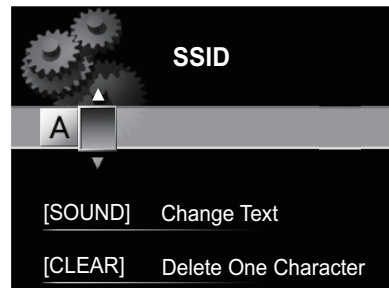 SSID
A
[SOUND] Change Text
[CLEAR] Delete One Character